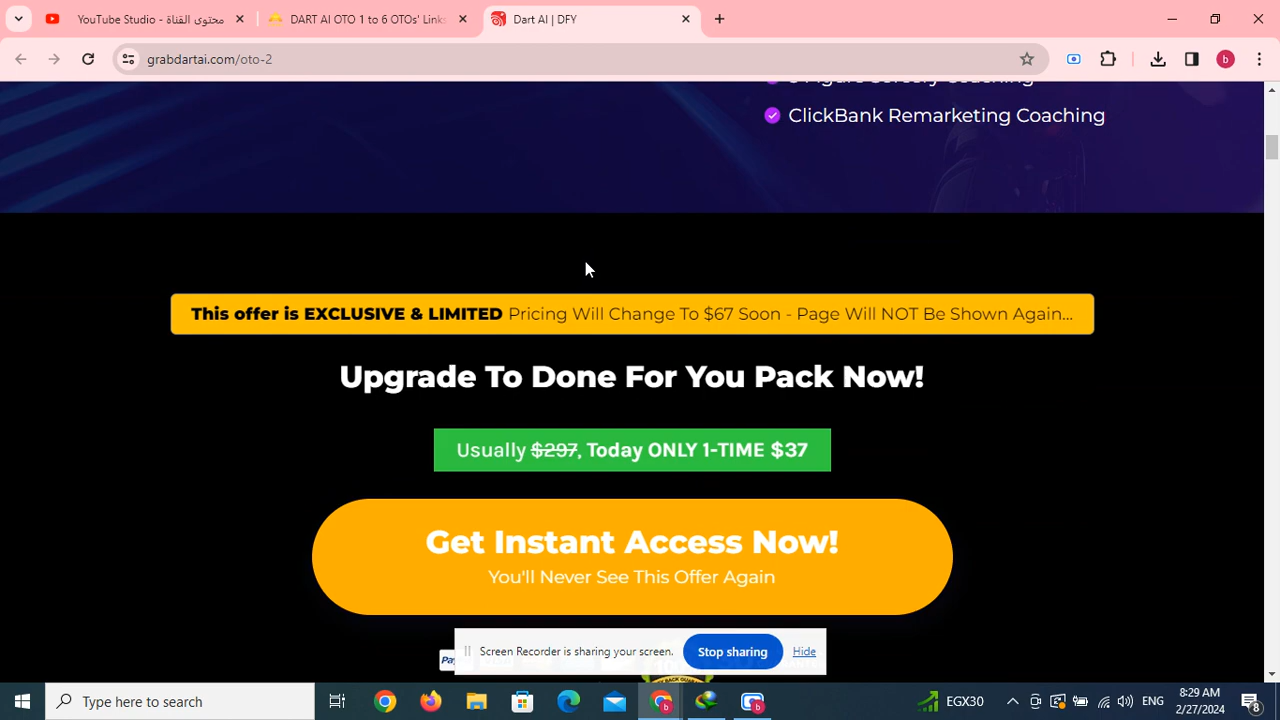 YouTube Studio - محتوى القناة
DART AI OTO 1 to 6 OTOs' Links
Dart AI | DFY
grabdartai.com/oto-2
b
ClickBank Remarketing Coaching
This offer is EXCLUSIVE & LIMITED Pricing Will Change To $67 Soon - Page Will NOT Be Shown Again...
Upgrade To Done For You Pack Now!
Usually $297, Today ONLY 1-TIME $37
Get Instant Access Now!
You'll Never See This Offer Again
Screen Recorder is sharing your screen.
Stop sharing
Hide
Type here to search
EGX30
ENG
8:29 AM
2/27/2024
8